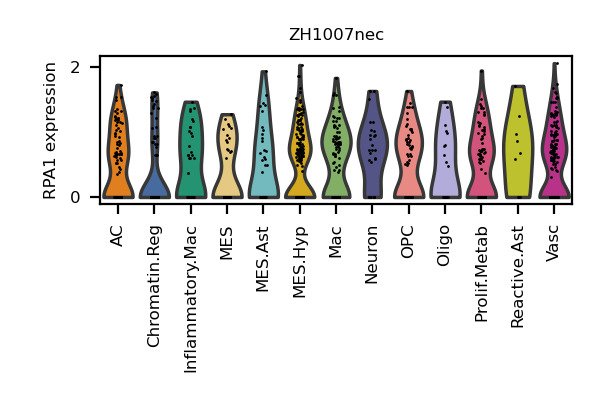 ZH1007nec
RPA1 expression
2
0
AC
Chromatin.Reg
Inflammatory.Mac
MES
MES.Ast
MES.Hyp
Mac
Neuron
OPC
Oligo
Prolif.Metab
Reactive.Ast
Vasc